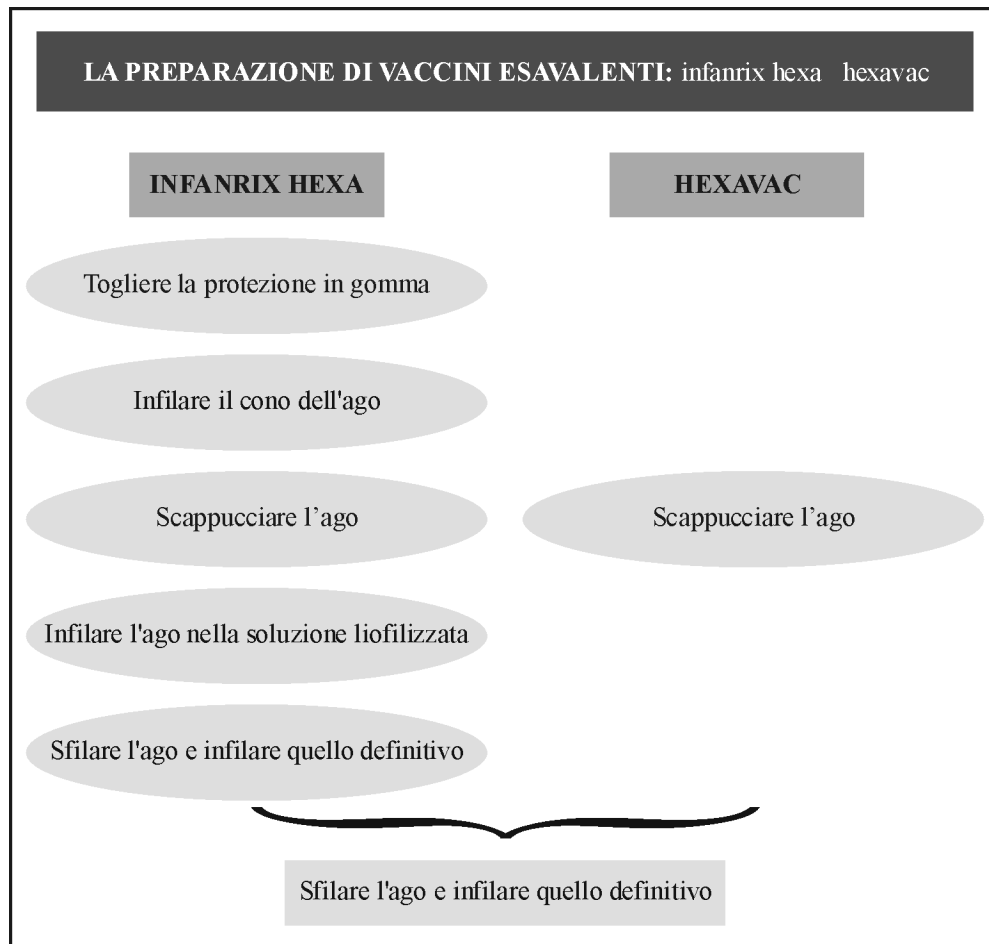 LA PREPARAZIONE DI VACCINI ESAVALENTI: infanrix hexa hexavac
INFANRIX HEXA
HEXAVAC
Togliere la protezione in gomma
Infilare il cono dell'ago
Scappucciare l’ago
Scappucciare l’ago
Infilare l'ago nella soluzione liofilizzata
Sfilare l'ago e infilare quello definitivo
Sfilare l'ago e infilare quello definitivo